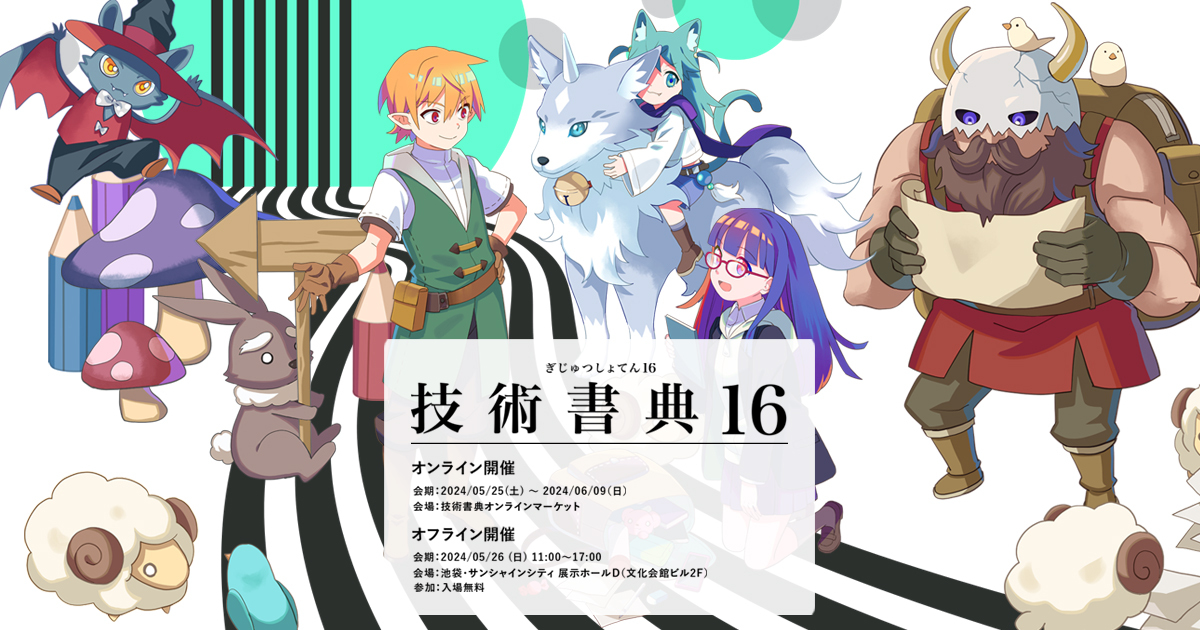 ぎじゅつしょてん16
技術書典16
オンライン開催
会期：2024/05/25（土） ～ 2024/06/09（日）
会場：技術書典オンラインマーケット
オフライン開催
会期：2024/05/26 （日） 11:00～17:00
会場：池袋・サンシャインシティ 展示ホールD（文化会館ビル2F）
参加：入場無料